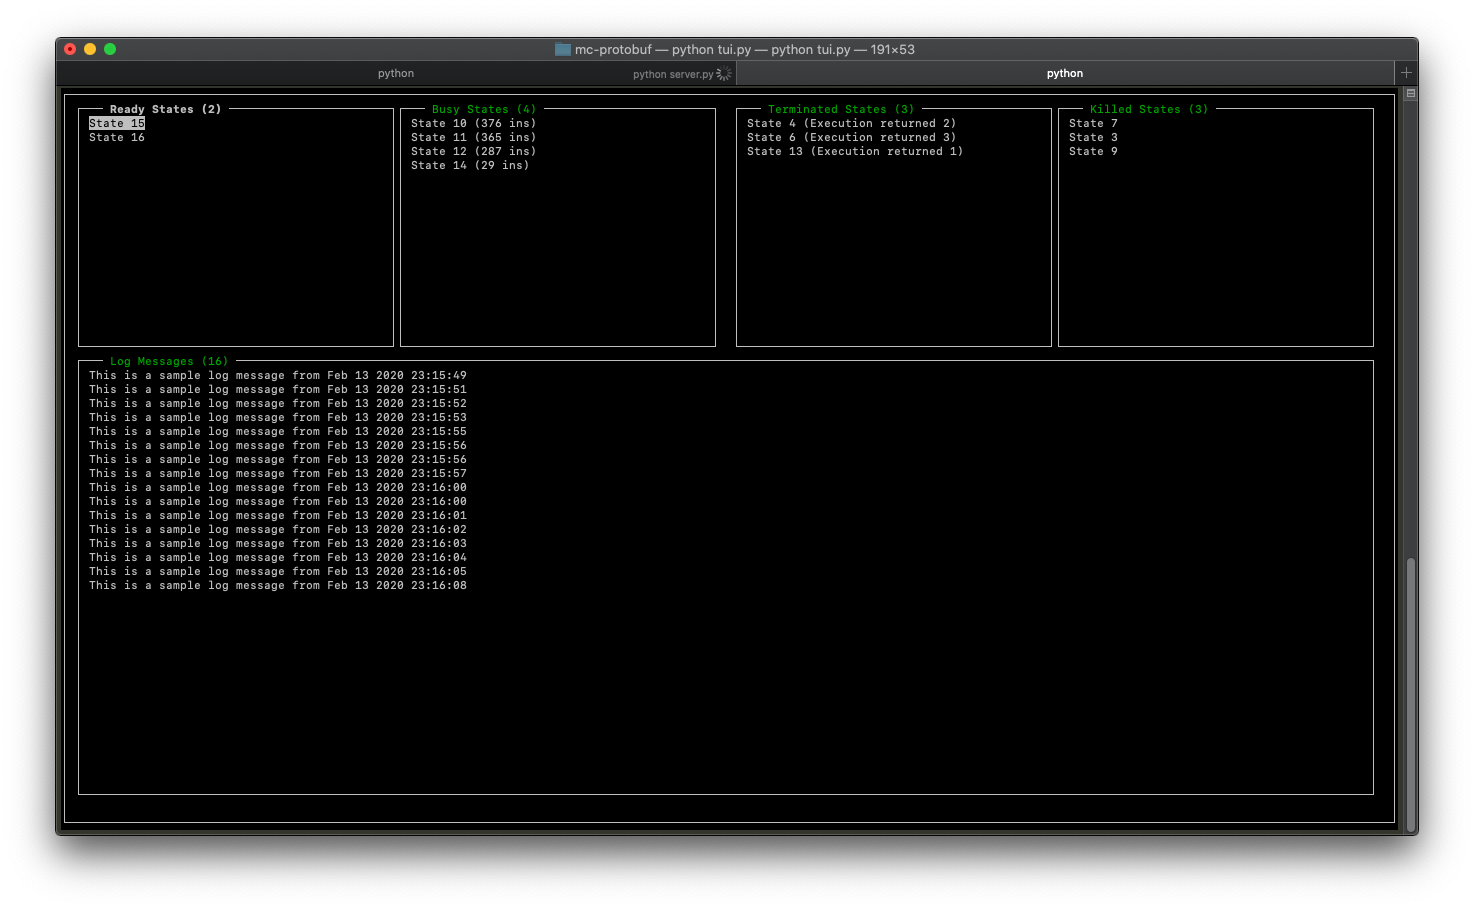 mc-protobuf — python tui.py — python tui.py — 191×53
python
python server.py
python
Ready States (2)
State 15
State 16
Busy States (4)
State 10 (376 ins)
State 11 (365 ins)
State 12 (287 ins)
State 14 (29 ins)
Terminated States (3)
State 4 (Execution returned 2)
State 6 (Execution returned 3)
State 13 (Execution returned 1)
Killed States (3)
State 7
State 3
State 9
Log Messages (16)
This is a sample log message from Feb 13 2020 23:15:49
This is a sample log message from Feb 13 2020 23:15:51
This is a sample log message from Feb 13 2020 23:15:52
This is a sample log message from Feb 13 2020 23:15:53
This is a sample log message from Feb 13 2020 23:15:55
This is a sample log message from Feb 13 2020 23:15:56
This is a sample log message from Feb 13 2020 23:15:56
This is a sample log message from Feb 13 2020 23:15:57
This is a sample log message from Feb 13 2020 23:16:00
This is a sample log message from Feb 13 2020 23:16:00
This is a sample log message from Feb 13 2020 23:16:01
This is a sample log message from Feb 13 2020 23:16:02
This is a sample log message from Feb 13 2020 23:16:03
This is a sample log message from Feb 13 2020 23:16:04
This is a sample log message from Feb 13 2020 23:16:05
This is a sample log message from Feb 13 2020 23:16:08